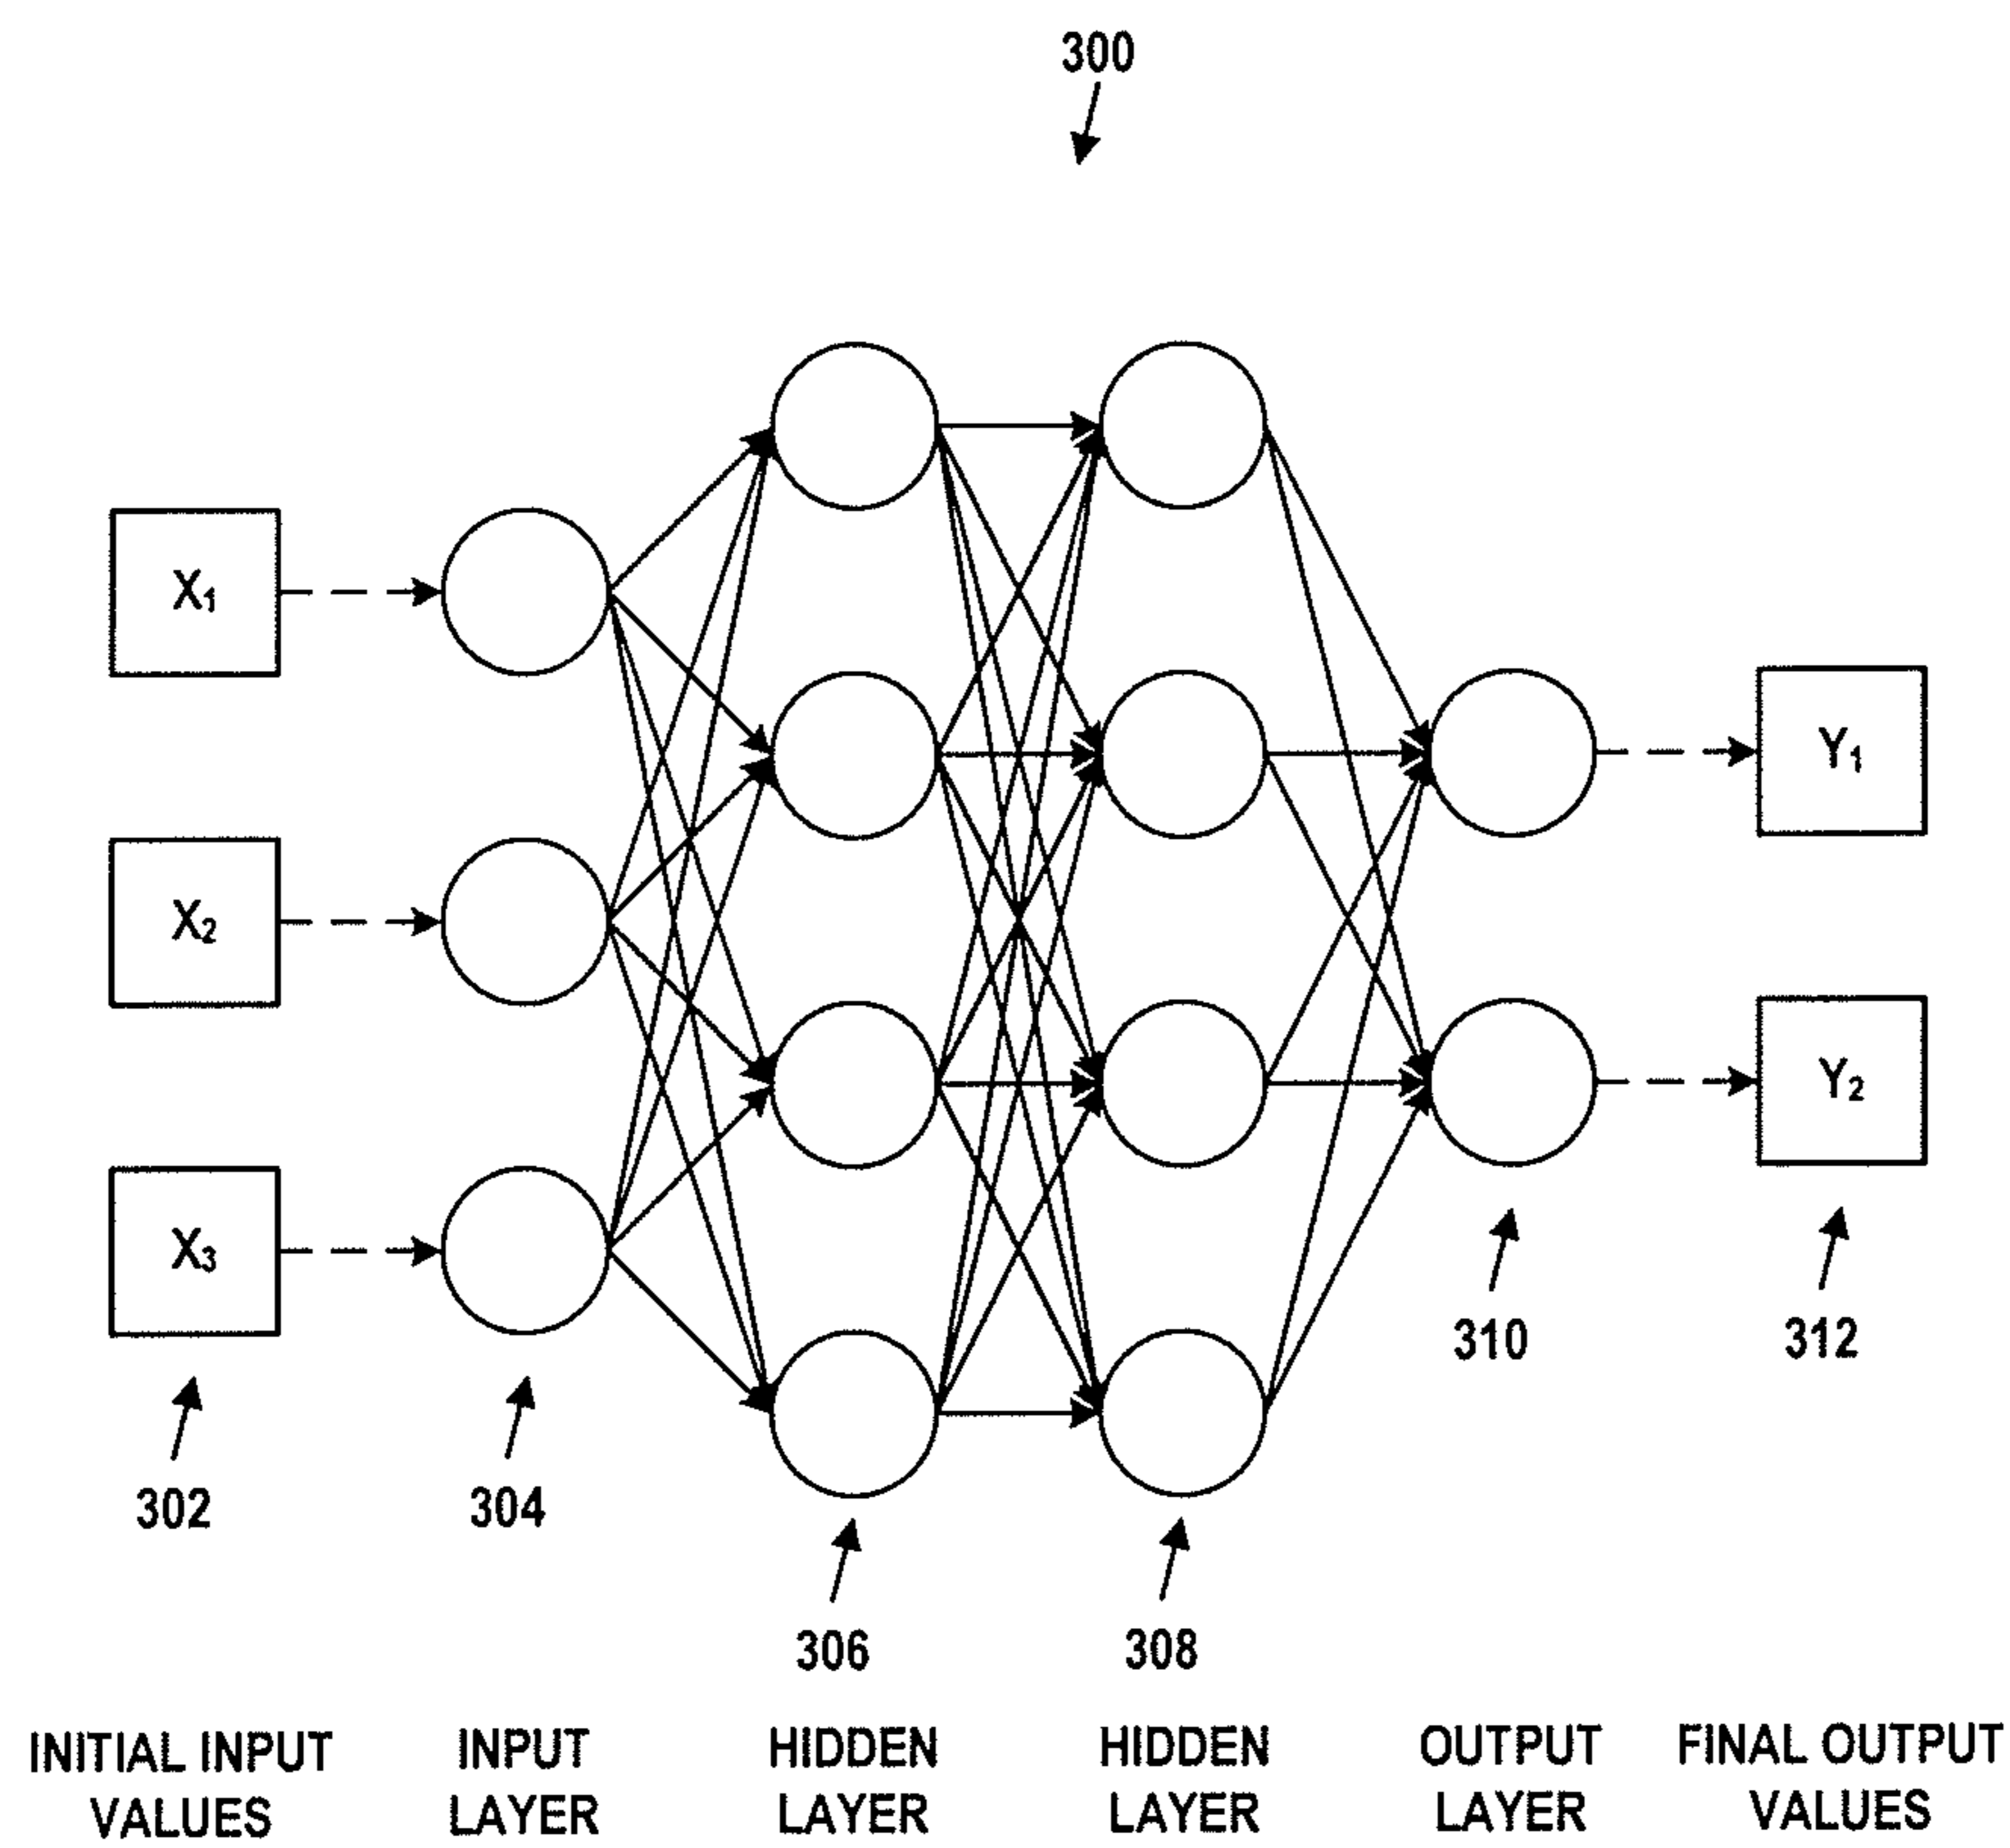 300
X₁
X₂
X₃
Y₁
Y₂
302
304
306
308
310
312
INITIAL INPUT
VALUES
INPUT
LAYER
HIDDEN
LAYER
HIDDEN
LAYER
OUTPUT
LAYER
FINAL OUTPUT
VALUES